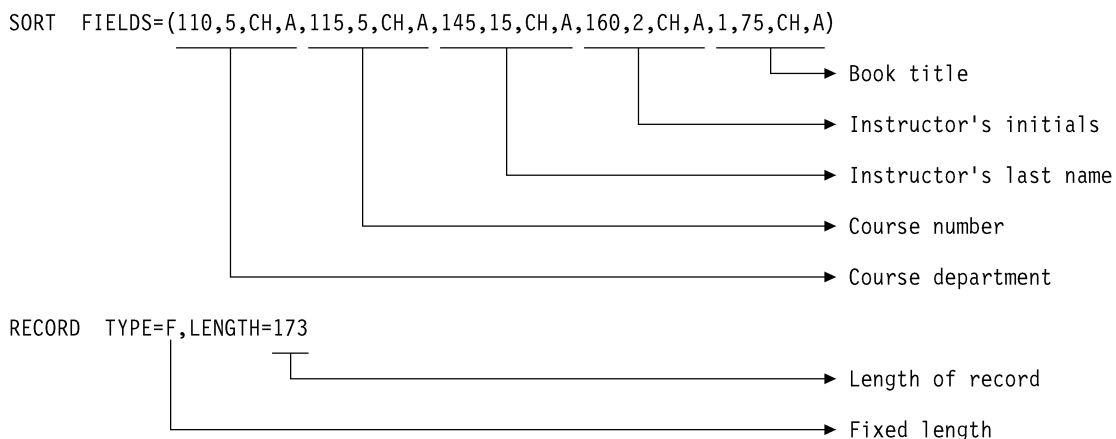 SORT  FIELDS=(110,5,CH,A,115,5,CH,A,145,15,CH,A,160,2,CH,A,1,75,CH,A)
Book title
Instructor's initials
Instructor's last name
Course number
Course department
RECORD  TYPE=F,LENGTH=173
Length of record
Fixed length